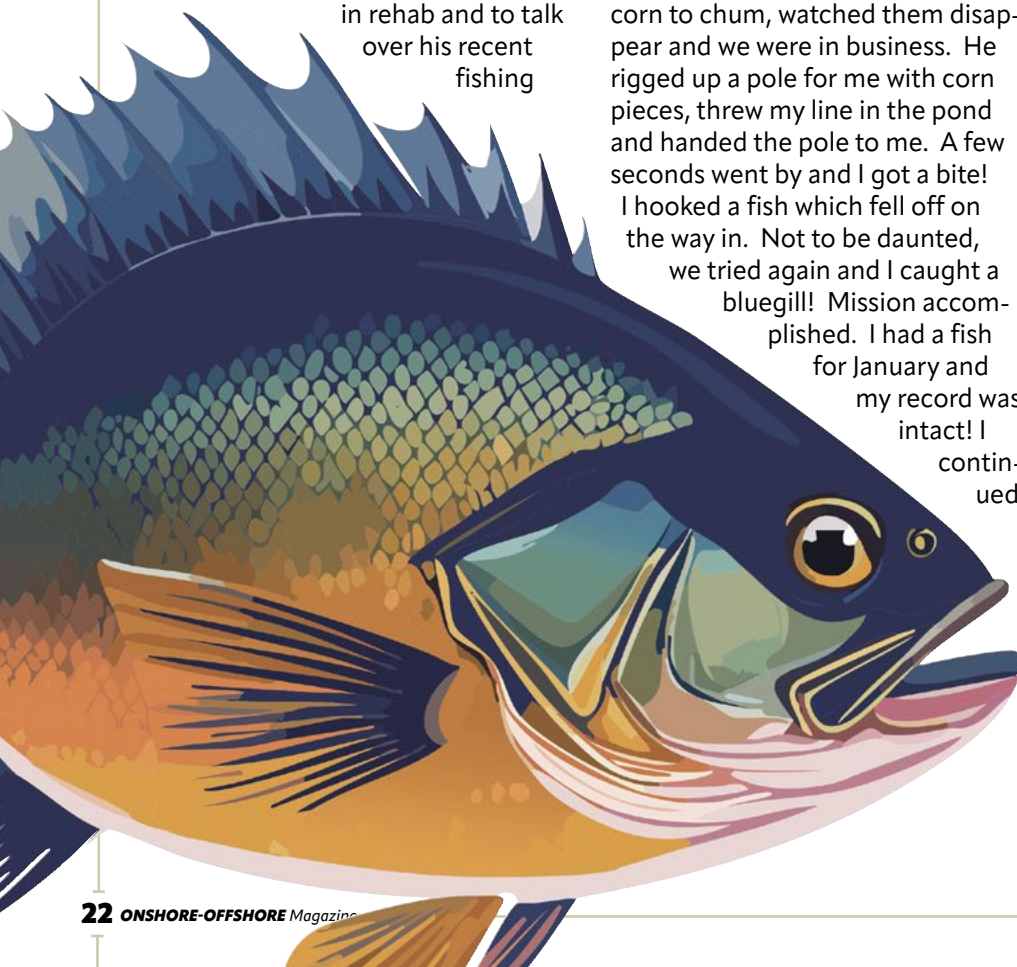 in rehab and to talk
over his recent
fishing
corn to chum, watched them disap-
pear and we were in business.  He
rigged up a pole for me with corn
pieces, threw my line in the pond
and handed the pole to me.  A few
seconds went by and I got a bite!
I hooked a fish which fell off on
the way in.  Not to be daunted,
we tried again and I caught a
bluegill!  Mission accom-
plished.  I had a fish
for January and
my record was
intact! I
contin-
ued
22 ONSHORE-OFFSHORE Magazine